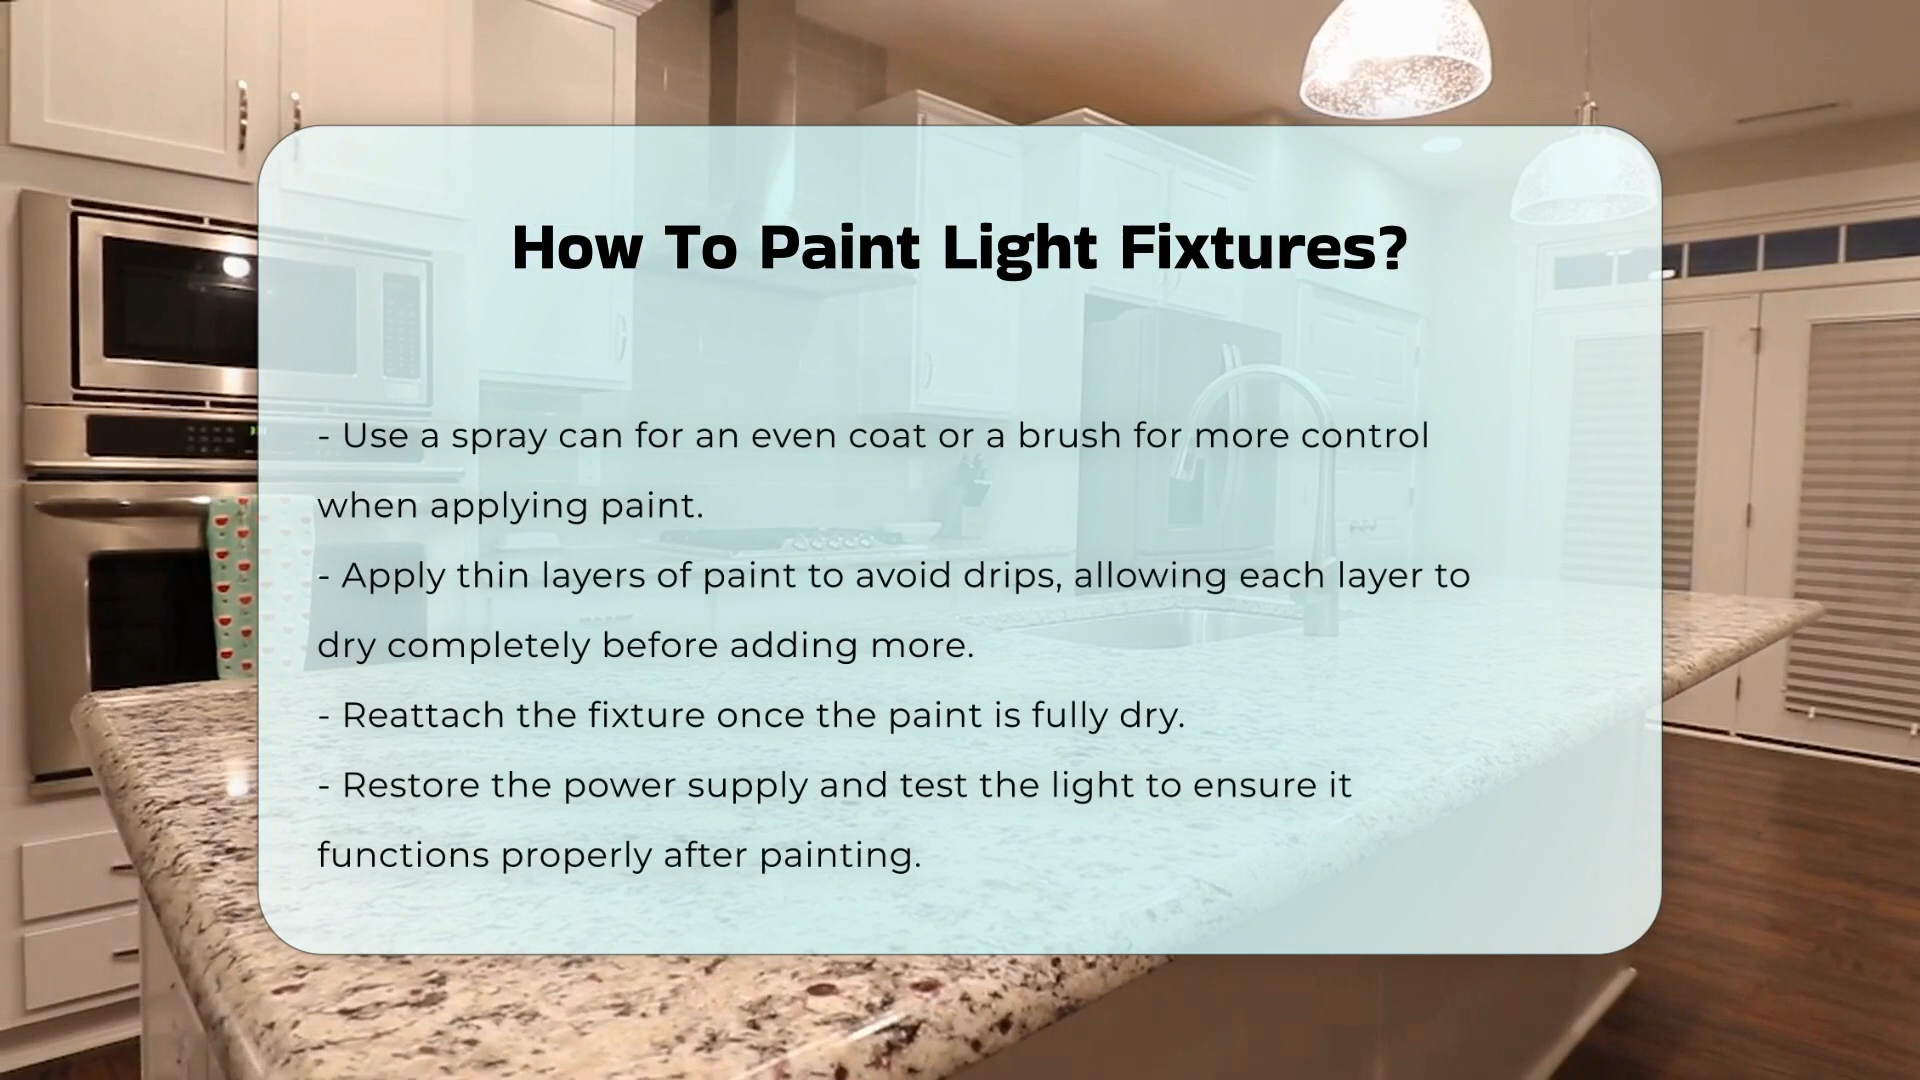 How To Paint Light Fixtures?
- Use a spray can for an even coat or a brush for more control
when applying paint.
- Apply thin layers of paint to avoid drips, allowing each layer to
dry completely before adding more.
- Reattach the fixture once the paint is fully dry.
- Restore the power supply and test the light to ensure it
functions properly after painting.